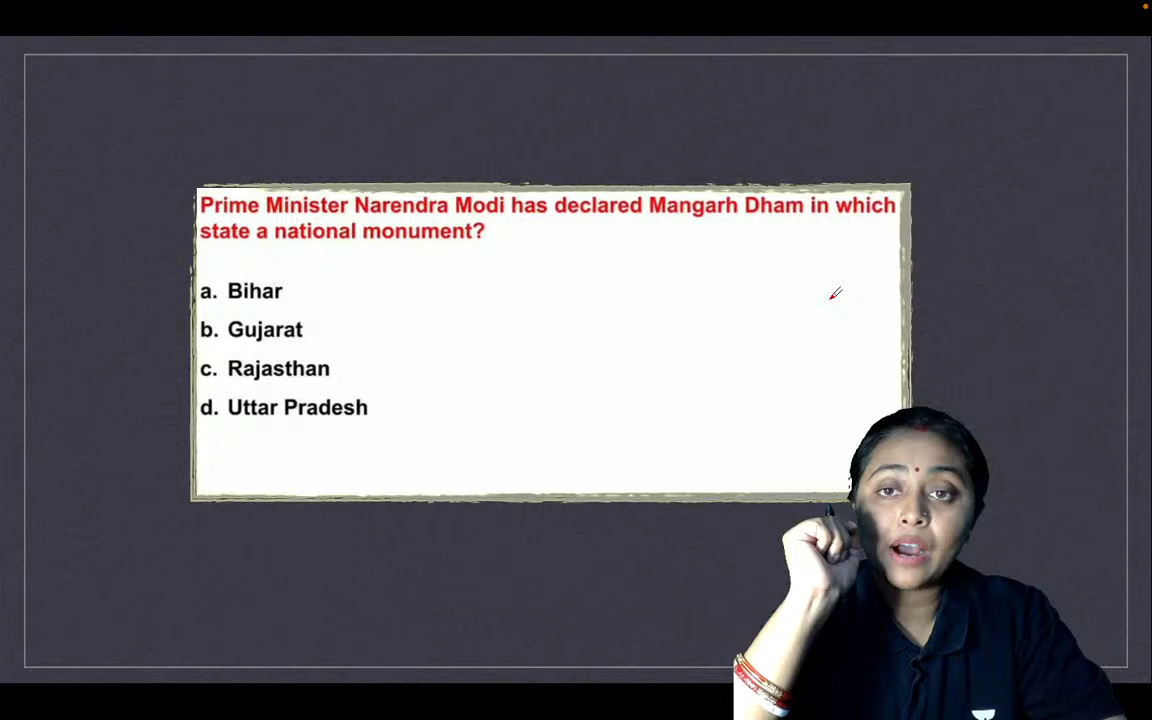 Prime Minister Narendra Modi has declared Mangarh Dham in which
state a national monument?
a. Bihar
b. Gujarat
c. Rajasthan
d. Uttar Pradesh